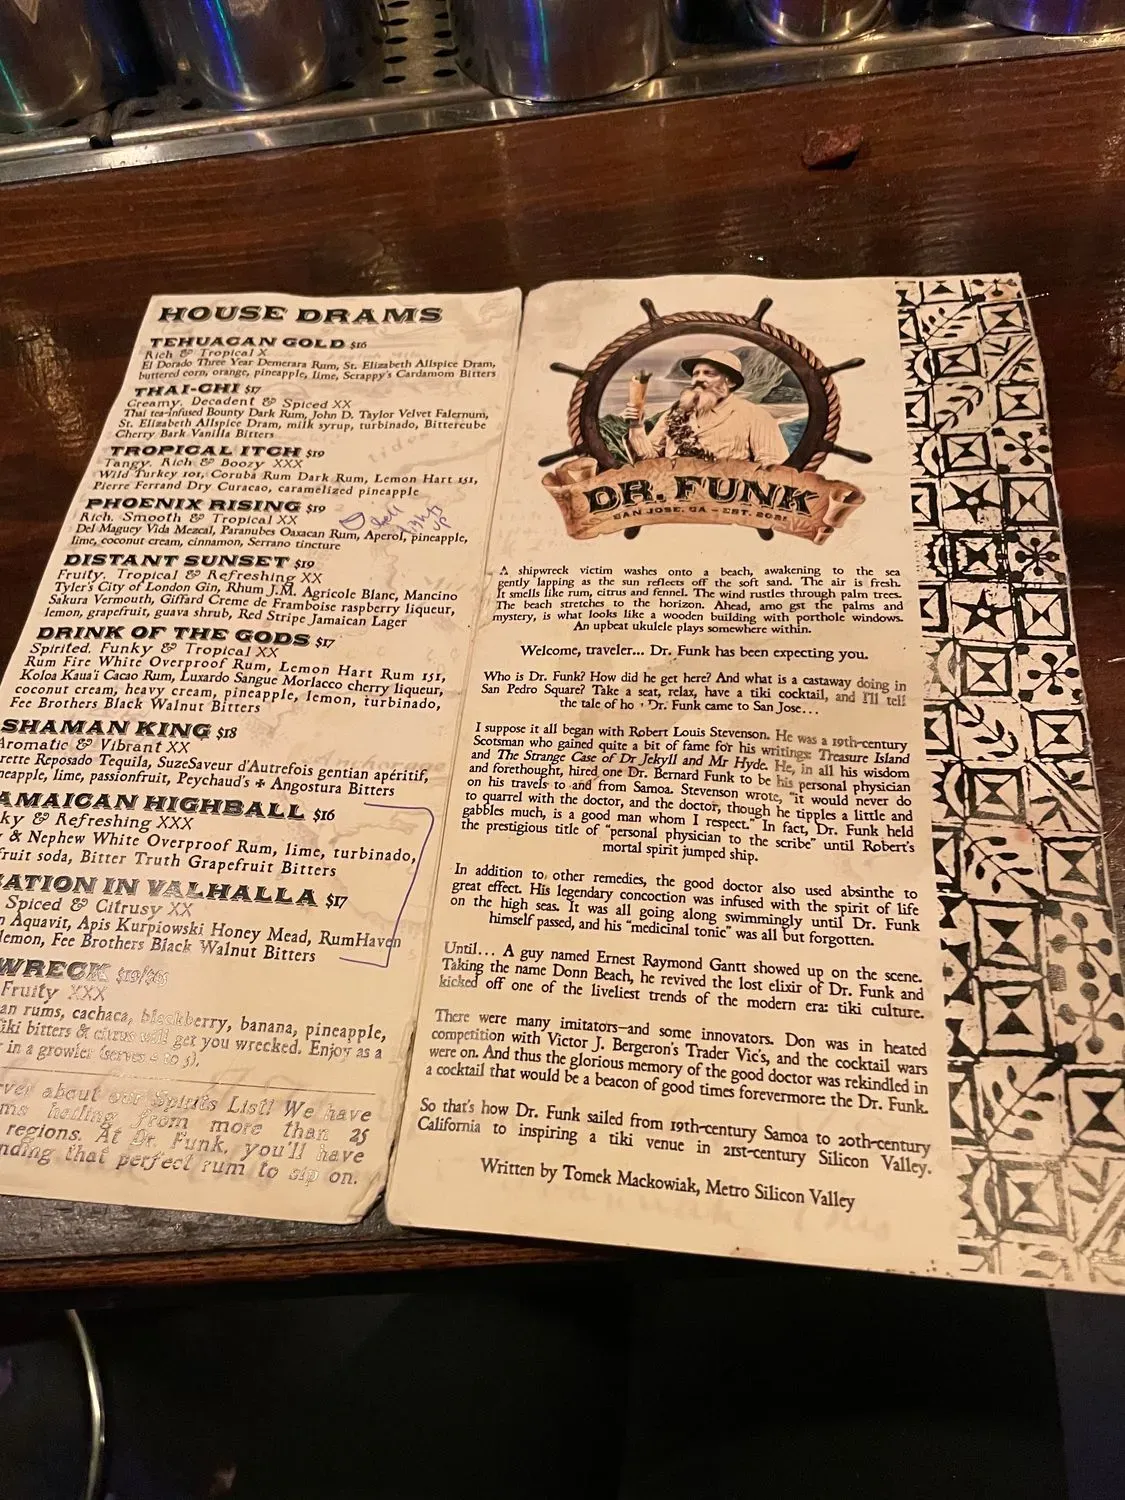 HOUSE DRAMS
TEHUACAN GOLD $16
Rich & Tropical X
El Dorado Three Year Demerara Rum, St. Elizabeth Allspice Dram,
buttered corn, orange, pineapple, lime, Scrappy's Cardamom Bitters
THAI-CHI $17
Creamy, Decadent & Spiced XX
Thai tea-infused Bounty Dark Rum, John D. Taylor Velvet Falernum,
St. Elizabeth Allspice Dram, milk syrup, turbinado, Bittercube
Cherry Bark Vanilla Bitters
TROPICAL ITCH $19
Tangy, Rich & Boozy XXX
Wild Turkey 101, Coruba Rum Dark Rum, Lemon Hart 151,
Pierre Ferrand Dry Curacao, caramelized pineapple
PHOENIX RISING $19
Rich, Smooth & Tropical XX
Del Maguey Vida Mezcal, Paranubes Oaxacan Rum, Aperol, pineapple,
lime, coconut cream, cinnamon, Serrano tincture
DISTANT SUNSET $19
Fruity, Tropical & Refreshing XX
Tyler's City of London Gin, Rhum J.M. Agricole Blanc, Mancino
Sakura Vermouth, Giffard Creme de Framboise raspberry liqueur,
lemon, grapefruit, guava shrub, Red Stripe Jamaican Lager
DRINK OF THE GODS $17
Spirited, Funky & Tropical XX
Rum Fire White Overproof Rum, Lemon Hart Rum 151,
Koloa Kaua'i Cacao Rum, Luxardo Sangue Morlacco cherry liqueur,
coconut cream, heavy cream, pineapple, lemon, turbinado,
Fee Brothers Black Walnut Bitters
SHAMAN KING $18
Aromatic & Vibrant XX
rette Reposado Tequila, SuzeSaveur d'Autrefois gentian apéritif,
neapple, lime, passionfruit, Peychaud's + Angostura Bitters
AMAICAN HIGHBALL $16
ky & Refreshing XXX
y & Nephew White Overproof Rum, lime, turbinado,
fruit soda, Bitter Truth Grapefruit Bitters
ATION IN VALHALLA $17
Spiced & Citrusy XX
n Aquavit, Apis Kurpiowski Honey Mead, RumHaven
lemon, Fee Brothers Black Walnut Bitters
WRECK
Fruity XXX
an rums, cachaca, blackberry, banana, pineapple,
iki bitters & citrus will get you wrecked. Enjoy as a
r in a growler (serves 4 to 5).
ver about our Spirits List! We have
ms hailing from more than 25
regions. At Dr. Funk, you'll have
nding that perfect rum to sip on.
DR. FUNK
SAN JOSE, CA - EST. 2021
A shipwreck victim washes onto a beach, awakening to the sea
gently lapping as the sun reflects off the soft sand. The air is fresh.
It smells like rum, citrus and fennel. The wind rustles through palm trees.
The beach stretches to the horizon. Ahead, amo gst the palms and
mystery, is what looks like a wooden building with porthole windows.
An upbeat ukulele plays somewhere within.
Welcome, traveler... Dr. Funk has been expecting you.
Who is Dr. Funk? How did he get here? And what is a castaway doing in
San Pedro Square? Take a seat, relax, have a tiki cocktail, and I'll tell
the tale of ho Dr. Funk came to San Jose...
I suppose it all began with Robert Louis Stevenson. He was a 19th-century
Scotsman who gained quite a bit of fame for his writings: Treasure Island
and The Strange Case of Dr Jekyll and Mr Hyde. He, in all his wisdom
and forethought, hired one Dr. Bernard Funk to be his personal physician
on his travels to and from Samoa. Stevenson wrote, "it would never do
to quarrel with the doctor, and the doctor, though he tipples a little and
gabbles much, is a good man whom I respect." In fact, Dr. Funk held
the prestigious title of "personal physician to the scribe" until Robert's
mortal spirit jumped ship.
In addition to other remedies, the good doctor also used absinthe to
great effect. His legendary concoction was infused with the spirit of life
on the high seas. It was all going along swimmingly until Dr. Funk
himself passed, and his "medicinal tonic" was all but forgotten.
Until... A guy named Ernest Raymond Gantt showed up on the scene.
Taking the name Donn Beach, he revived the lost elixir of Dr. Funk and
kicked off one of the liveliest trends of the modern era: tiki culture.
There were many imitators—and some innovators. Don was in heated
competition with Victor J. Bergeron's Trader Vic's, and the cocktail wars
were on. And thus the glorious memory of the good doctor was rekindled in
a cocktail that would be a beacon of good times forevermore: the Dr. Funk.
So that's how Dr. Funk sailed from 19th-century Samoa to 20th-century
California to inspiring a tiki venue in 21st-century Silicon Valley.
Written by Tomek Mackowiak, Metro Silicon Valley